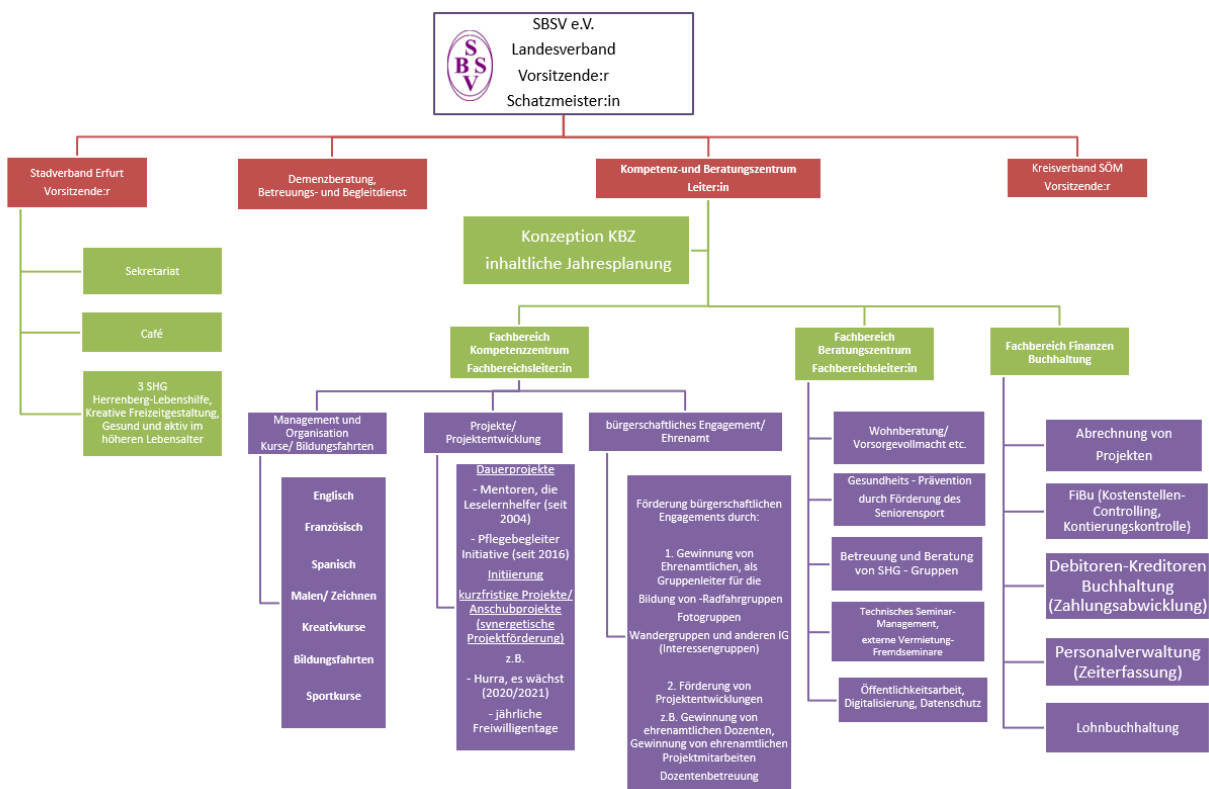 SBSV e.V.
Landesverband
Vorsitzende:r
Schatzmeister:in
S
B S
V
Stadverband Erfurt
Vorsitzende:r
Demenzberatung,
Betreuungs- und Begleitdienst
Kompetenz-und Beratungszentrum
Leiter:in
Kreisverband SÖM
Vorsitzende:r
Sekretariat
Café
3 SHG
Herrenberg-Lebenshilfe,
Kreative Freizeitgestaltung,
Gesund und aktiv im
höheren Lebensalter
Konzeption KBZ
inhaltliche Jahresplanung
Fachbereich
Kompetenzzentrum
Fachbereichsleiter:in
Fachbereich
Beratungszentrum
Fachbereichsleiter:in
Fachbereich Finanzen
Buchhaltung
Management und
Organisation
Kurse/ Bildungsfahrten
Englisch
Französisch
Spanisch
Malen/ Zeichnen
Kreativkurse
Bildungsfahrten
Sportkurse
Projekte/
Projektentwicklung
Dauerprojekte
- Mentoren, die
Leselernhelfer (seit
2004)
- Pflegebegleiter
Initiative (seit 2016)
Initiierung
kurzfristige Projekte/
Anschubprojekte
(synergetische
Projektförderung)
z.B.
- Hurra, es wächst
(2020/2021)
- jährliche
Freiwilligentage
bürgerschaftliches Engagement/
Ehrenamt
Förderung bürgerschaftlichen
Engagements durch:
1. Gewinnung von
Ehrenamtlichen, als
Gruppenleiter für die
Bildung von -Radfahrgruppen
Fotogruppen
Wandergruppen und anderen IG
(Interessengruppen)
2. Förderung von
Projektentwicklungen
z.B. Gewinnung von
ehrenamtlichen Dozenten,
Gewinnung von ehrenamtlichen
Projektmitarbeiten
Dozentenbetreuung
Wohnberatung/
Vorsorgevollmacht etc.
Gesundheits - Prävention
durch Förderung des
Seniorensport
Betreuung und Beratung
von SHG - Gruppen
Technisches Seminar-
Management,
externe Vermietung-
Fremdseminare
Öffentlichkeitsarbeit,
Digitalisierung, Datenschutz
Abrechnung von
Projekten
FiBu (Kostenstellen-
Controlling,
Kontierungskontrolle)
Debitoren-Kreditoren
Buchhaltung
(Zahlungsabwicklung)
Personalverwaltung
(Zeiterfassung)
Lohnbuchhaltung